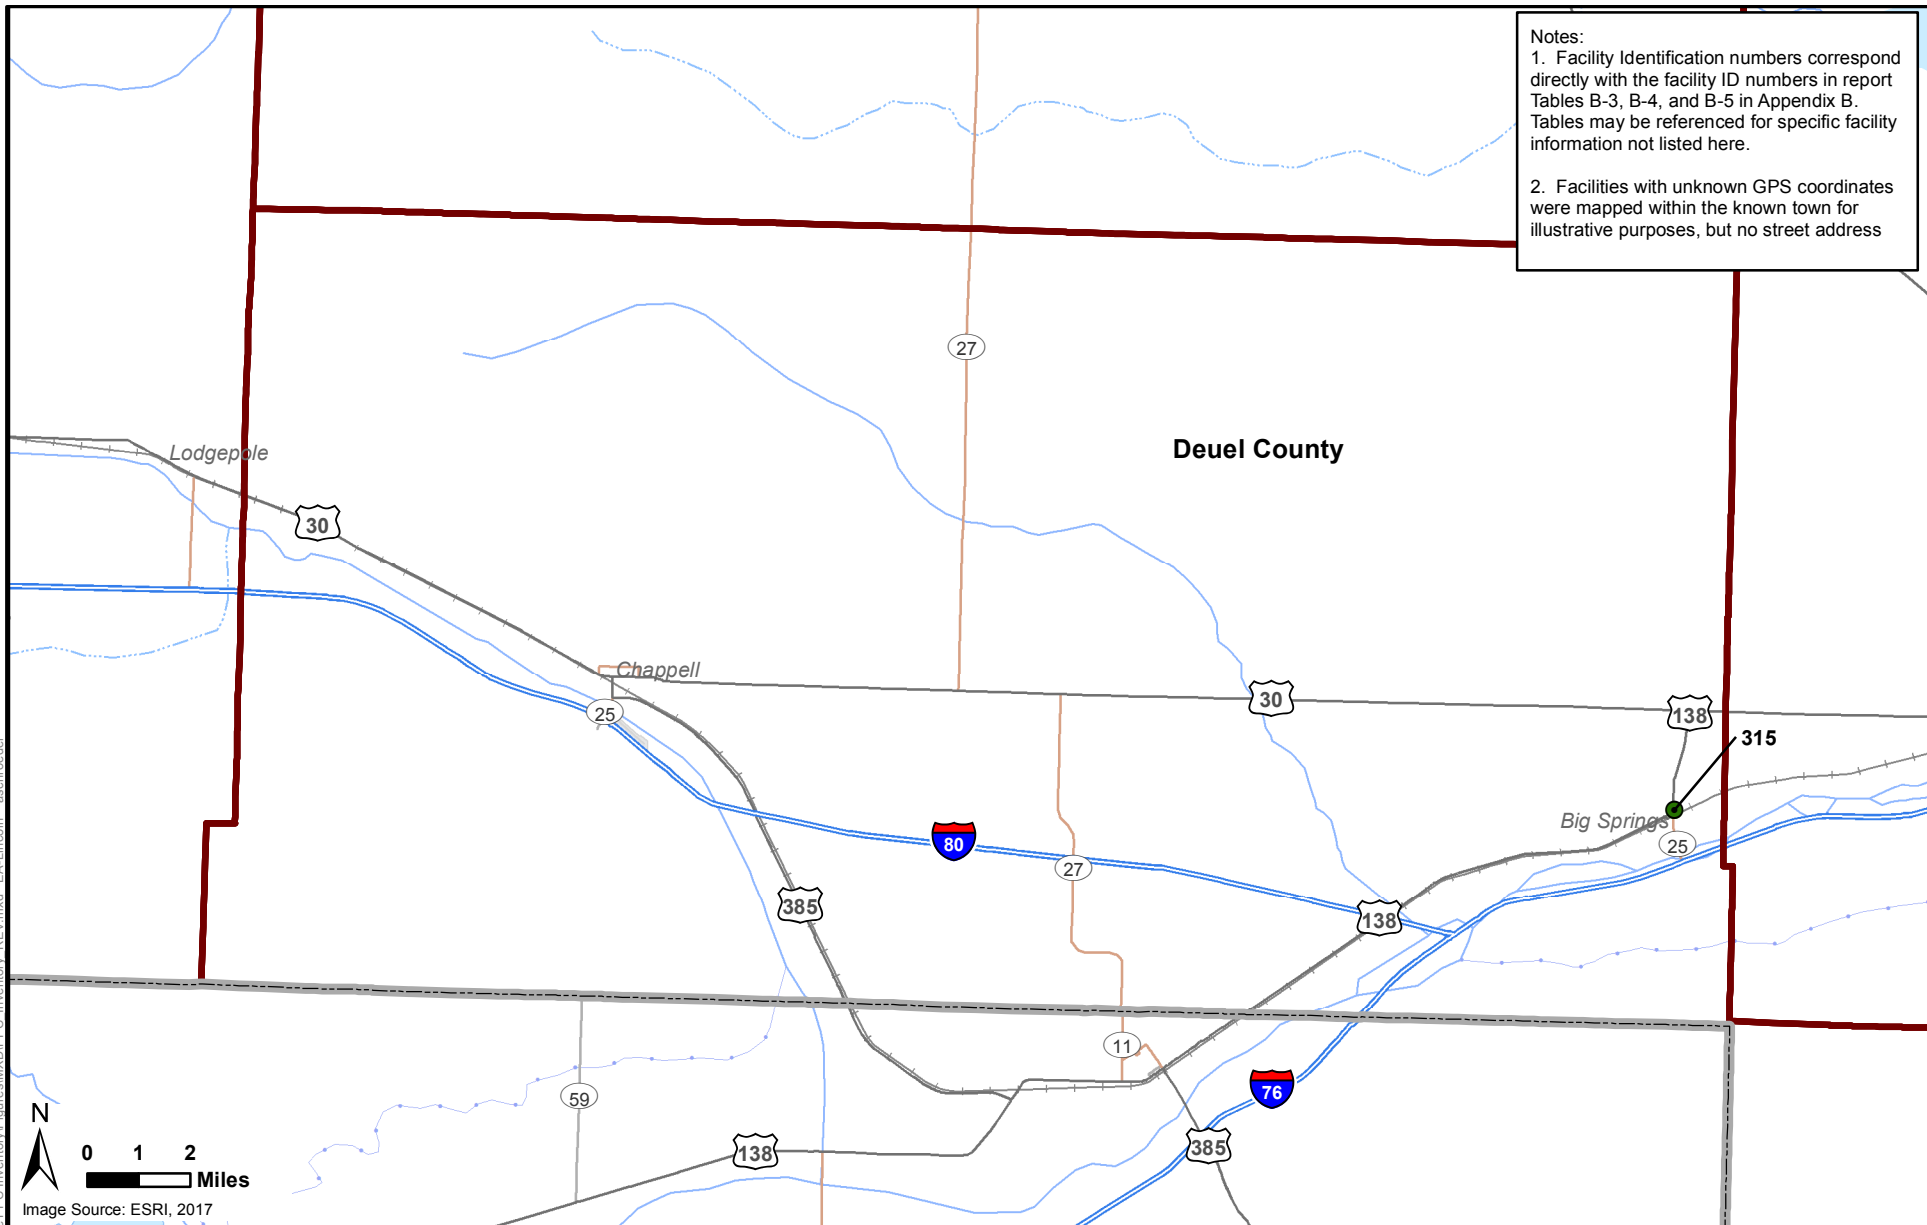 Notes:
1. Facility Identification numbers correspond
directly with the facility ID numbers in report
Tables B-3, B-4, and B-5 in Appendix B.
Tables may be referenced for specific facility
information not listed here.
2. Facilities with unknown GPS coordinates
were mapped within the known town for
illustrative purposes, but no street address
27
Deuel County
Lodgepole
30
Chappell
25
30
138
315
Big Springs
25
80
27
385
138
11
59
76
138
385
N
0 1 2
Miles
Image Source: ESRI, 2017